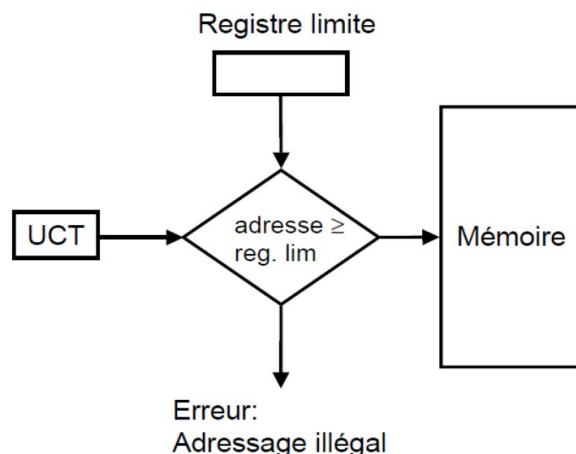 Registre limite
UCT
adresse ≥
reg. lim
Mémoire
Erreur:
Adressage illégal